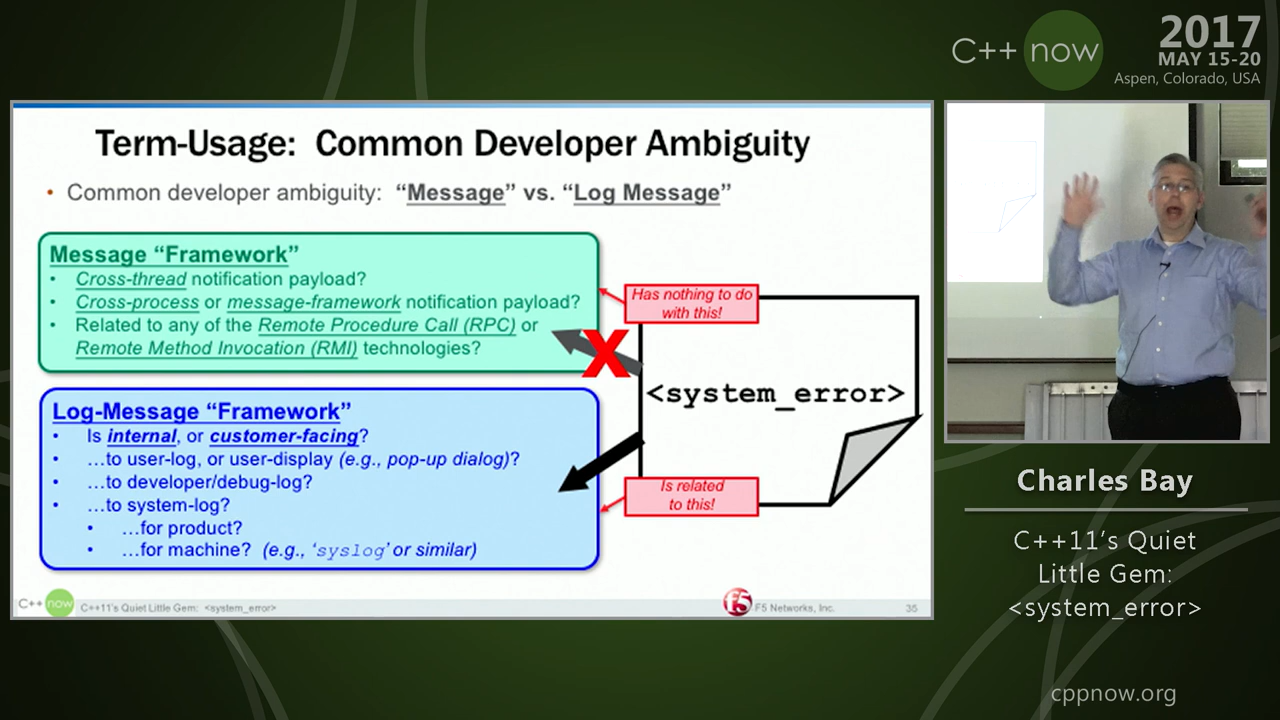 C++ now
2017
MAY 15-20
Aspen, Colorado, USA
Term-Usage: Common Developer Ambiguity
• Common developer ambiguity: “Message” vs. “Log Message”
Message “Framework”
• Cross-thread notification payload?
• Cross-process or message-framework notification payload?
• Related to any of the Remote Procedure Call (RPC) or
Remote Method Invocation (RMI) technologies?
Has nothing to do
with this!
X
<system_error>
Log-Message “Framework”
• Is internal, or customer-facing?
• …to user-log, or user-display (e.g., pop-up dialog)?
• …to developer/debug-log?
• …to system-log?
• …for product?
• …for machine? (e.g., ‘syslog’ or similar)
Is related
to this!
C++ now
C++11’s Quiet Little Gem: <system_error>
f5
F5 Networks, Inc.
35
Charles Bay
C++11’s Quiet
Little Gem:
<system_error>
cppnow.org